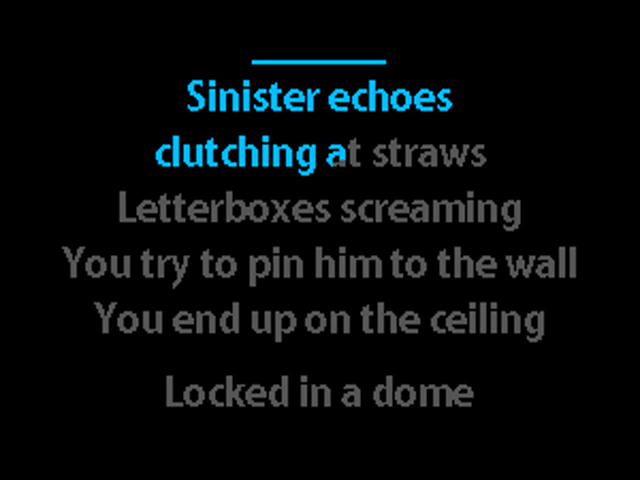 Sinister echoes
clutching at straws
Letterboxes screaming
You try to pin him to the wall
You end up on the ceiling
Locked in a dome